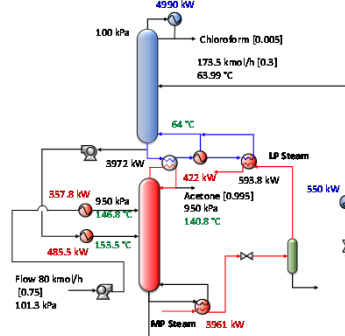 4990 kW
100 kPa
Chloroform [0.005]
173.5 kmol/h [0.3]
63.99 °C
64 °C
LP Steam
3972 kW
422 kW
593.8 kW
357.8 kW
950 kPa
146.8 °C
Acetone [0.995]
950 kPa
140.8 °C
550 kW
153.5 °C
485.5 kW
Flow 80 kmol/h
[0.75]
101.3 kPa
MP Steam
3961 kW